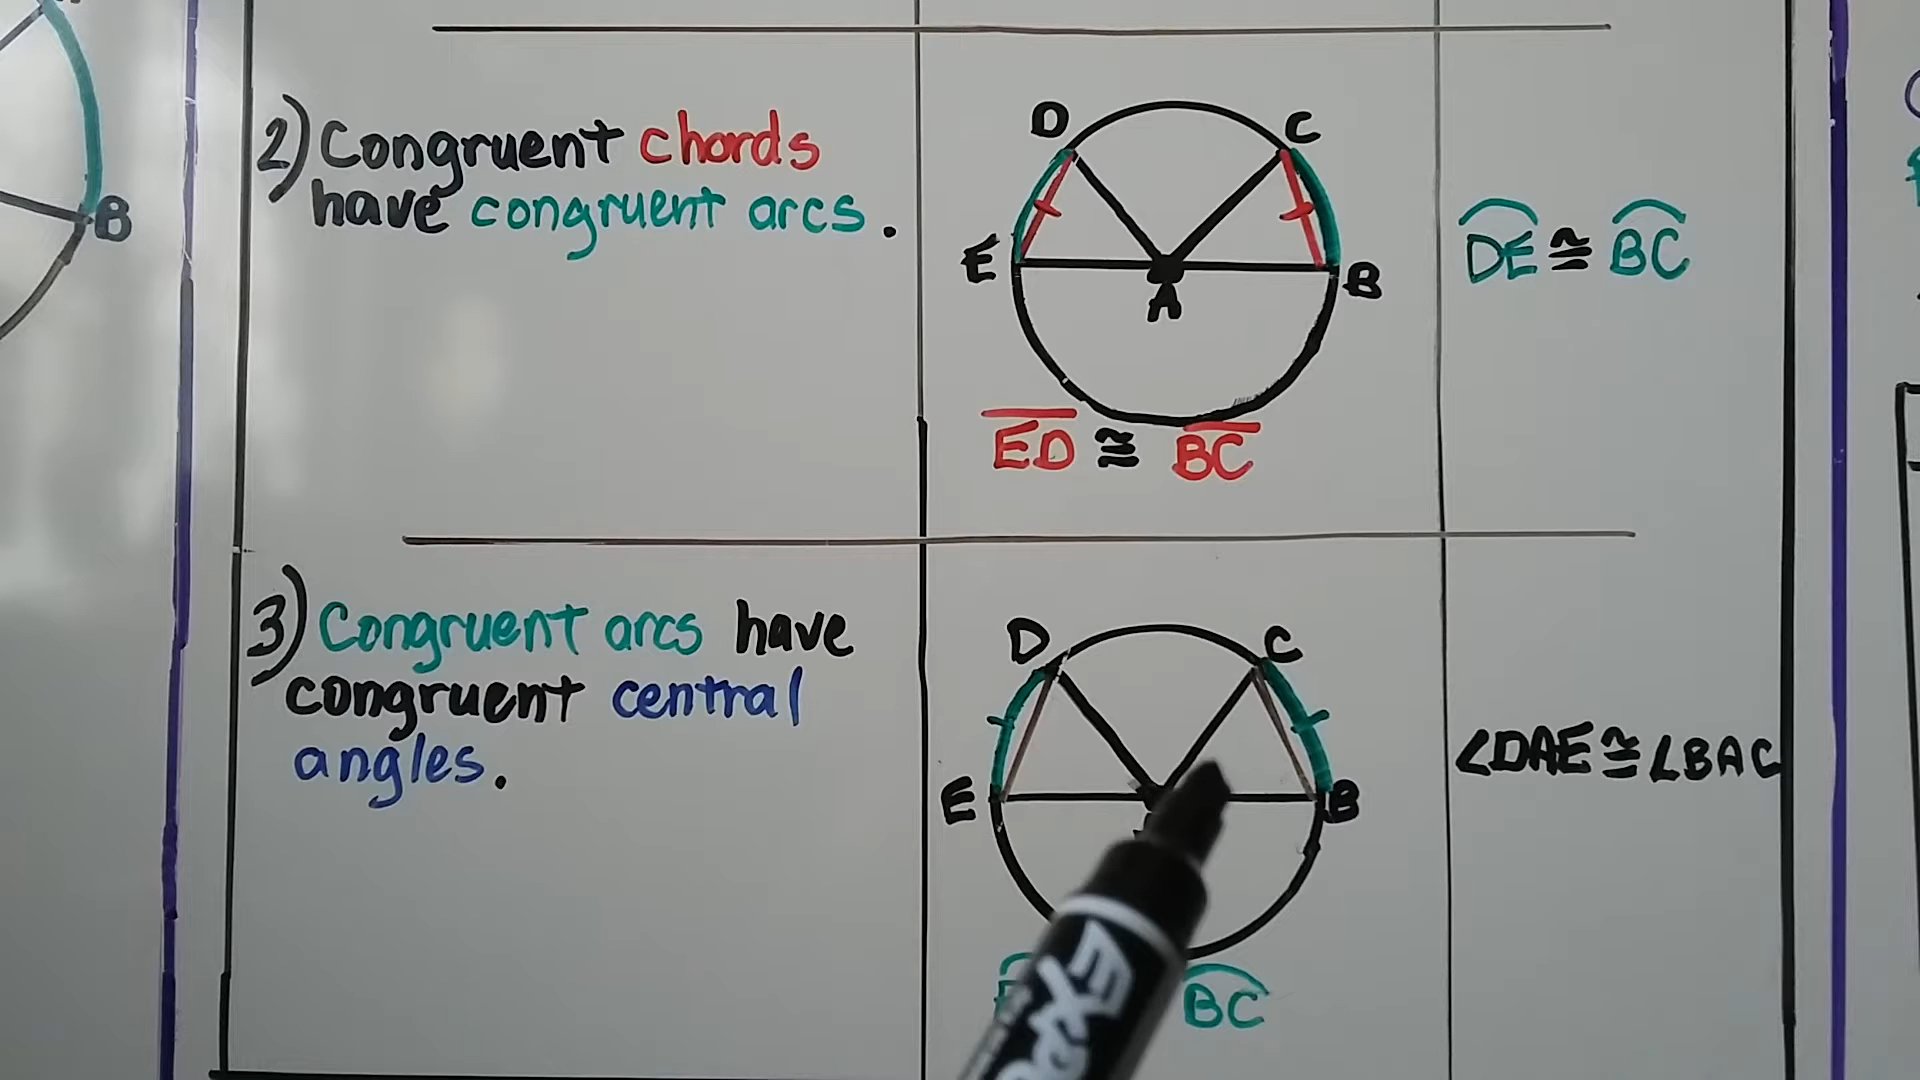 B
2) Congruent chords
have congruent arcs.
D
C
E
A
B
ED ≅ BC
DE ≅ BC
3) Congruent arcs have
congruent central
angles.
D
C
E
B
BC
∠DAE ≅ ∠BAC
EXPO